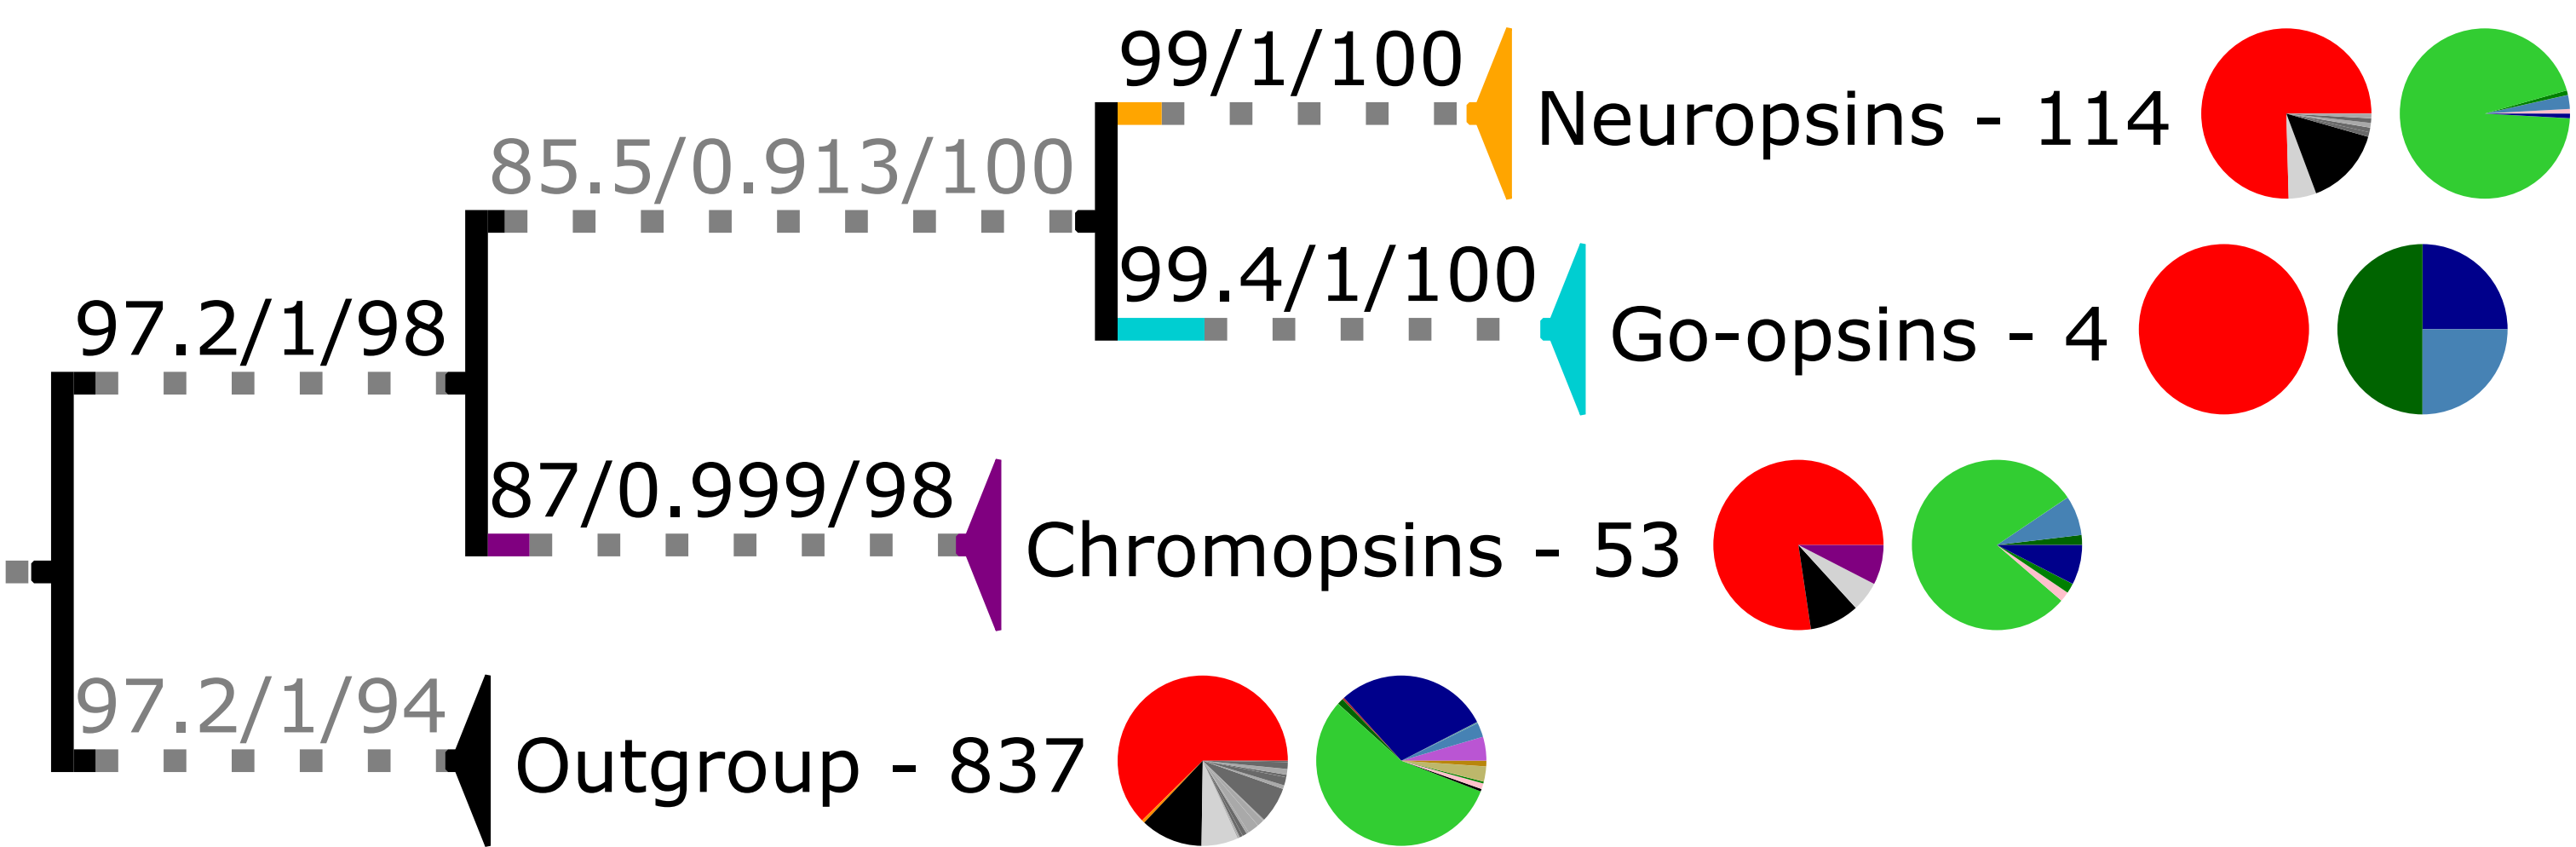 99/1/100
Neuropsins - 114
85.5/0.913/100
99.4/1/100
Go-opsins - 4
97.2/1/98
87/0.999/98
Chromopsins - 53
97.2/1/94
Outgroup - 837